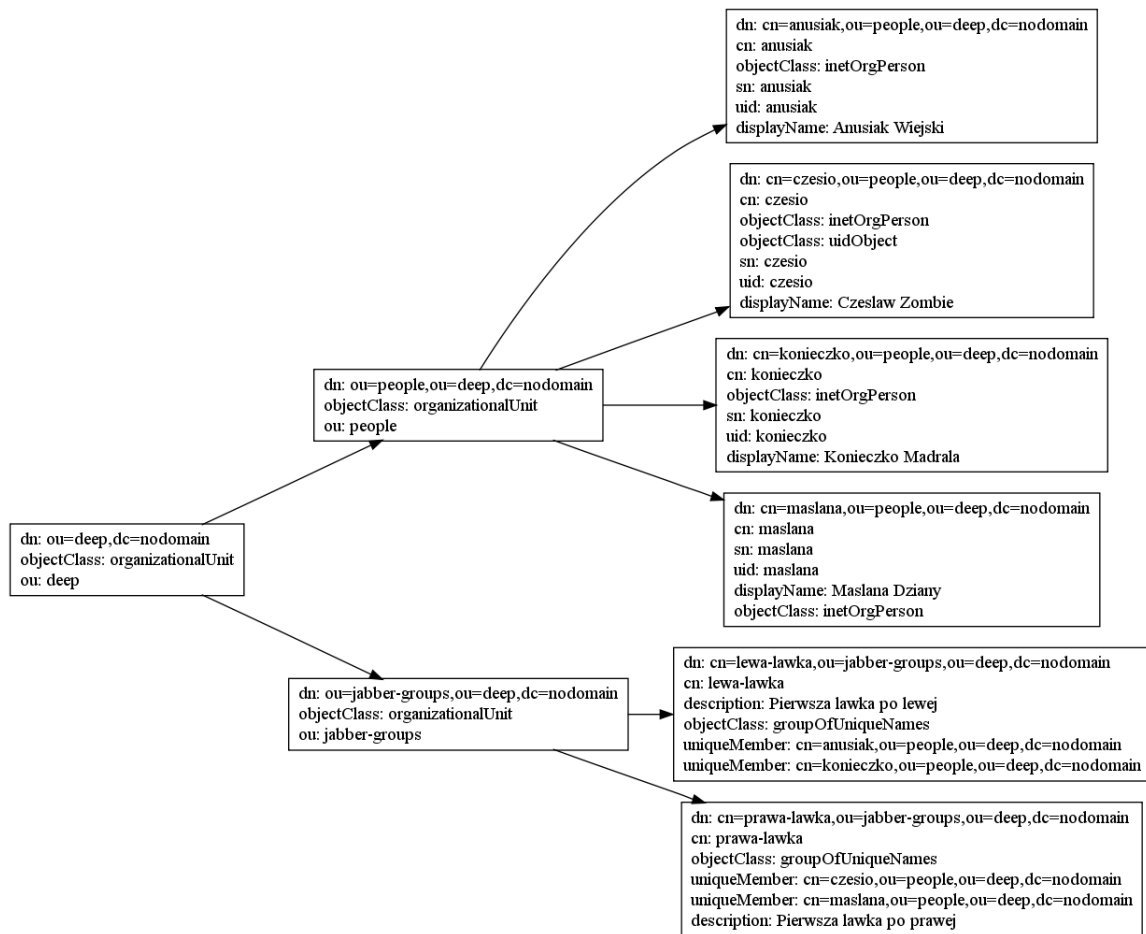 dn: cn=anusiak,ou=people,ou=deep,dc=nodomain
cn: anusiak
objectClass: inetOrgPerson
sn: anusiak
uid: anusiak
displayName: Anusiak Wiejski
dn: cn=czesio,ou=people,ou=deep,dc=nodomain
cn: czesio
objectClass: inetOrgPerson
objectClass: uidObject
sn: czesio
uid: czesio
displayName: Czeslaw Zombie
dn: ou=people,ou=deep,dc=nodomain
objectClass: organizationalUnit
ou: people
dn: cn=konieczko,ou=people,ou=deep,dc=nodomain
cn: konieczko
objectClass: inetOrgPerson
sn: konieczko
uid: konieczko
displayName: Konieczko Madrala
dn: cn=maslana,ou=people,ou=deep,dc=nodomain
cn: maslana
sn: maslana
uid: maslana
displayName: Maslana Dziany
objectClass: inetOrgPerson
dn: ou=deep,dc=nodomain
objectClass: organizationalUnit
ou: deep
dn: ou=jabber-groups,ou=deep,dc=nodomain
objectClass: organizationalUnit
ou: jabber-groups
dn: cn=lewa-lawka,ou=jabber-groups,ou=deep,dc=nodomain
cn: lewa-lawka
description: Pierwsza lawka po lewej
objectClass: groupOfUniqueNames
uniqueMember: cn=anusiak,ou=people,ou=deep,dc=nodomain
uniqueMember: cn=konieczko,ou=people,ou=deep,dc=nodomain
dn: cn=prawa-lawka,ou=jabber-groups,ou=deep,dc=nodomain
cn: prawa-lawka
objectClass: groupOfUniqueNames
uniqueMember: cn=czesio,ou=people,ou=deep,dc=nodomain
uniqueMember: cn=maslana,ou=people,ou=deep,dc=nodomain
description: Pierwsza lawka po prawej